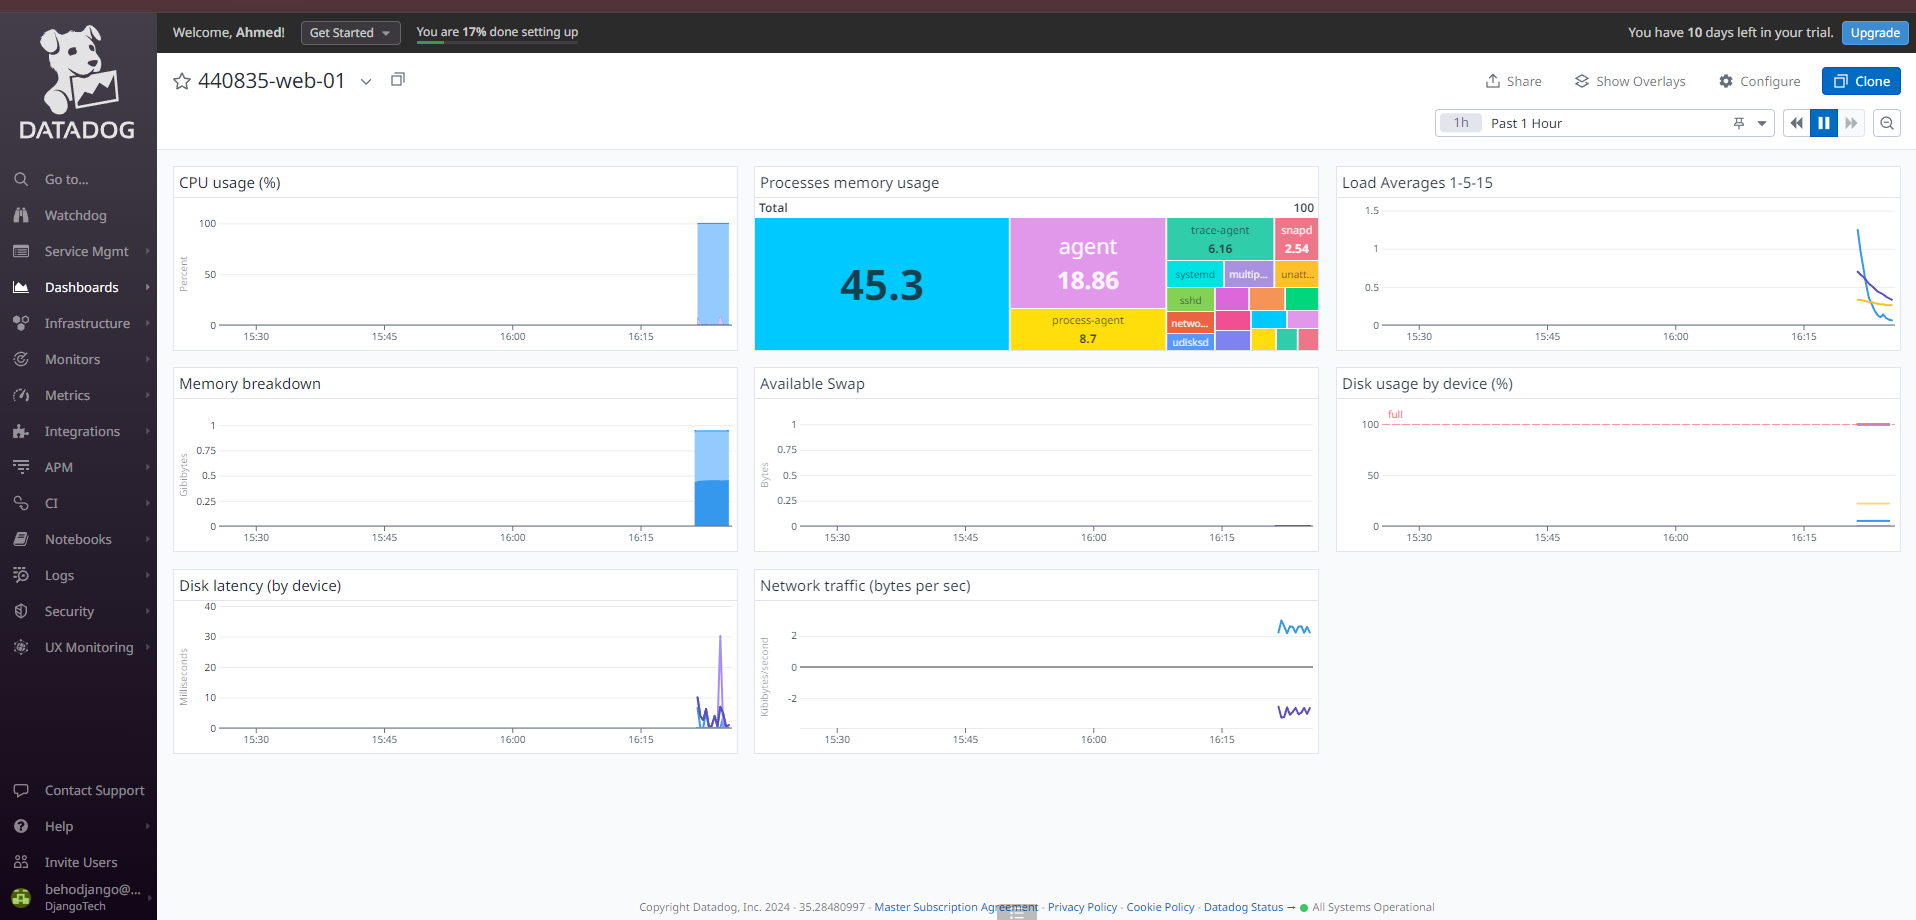 DATADOG
Welcome, Ahmed!
Get Started
You are 17% done setting up
You have 10 days left in your trial.
Upgrade
Go to...
Watchdog
Service Mgmt
Dashboards
Infrastructure
Monitors
Metrics
Integrations
APM
CI
Notebooks
Logs
Security
UX Monitoring
Contact Support
Help
Invite Users
behodjango@...
DjangoTech
440835-web-01
Share
Show Overlays
Configure
Clone
1h Past 1 Hour
CPU usage (%)
Percent
100
50
0
15:30 15:45 16:00 16:15
Processes memory usage
Total 100
45.3
agent
18.86
process-agent
8.7
trace-agent
6.16
snapd
2.54
systemd
multip...
unatt...
sshd
netwo...
udisksd
Load Averages 1-5-15
1.5
1
0.5
0
15:30 15:45 16:00 16:15
Memory breakdown
Gibibytes
1
0.75
0.5
0.25
0
15:30 15:45 16:00 16:15
Available Swap
Bytes
1
0.75
0.5
0.25
0
15:30 15:45 16:00 16:15
Disk usage by device (%)
full
100
50
0
15:30 15:45 16:00 16:15
Disk latency (by device)
Milliseconds
40
30
20
10
0
15:30 15:45 16:00 16:15
Network traffic (bytes per sec)
Kibibytes/second
2
0
-2
15:30 15:45 16:00 16:15
Copyright Datadog, Inc. 2024 - 35.28480997 - Master Subscription Agreement - Privacy Policy - Cookie Policy - Datadog Status → All Systems Operational